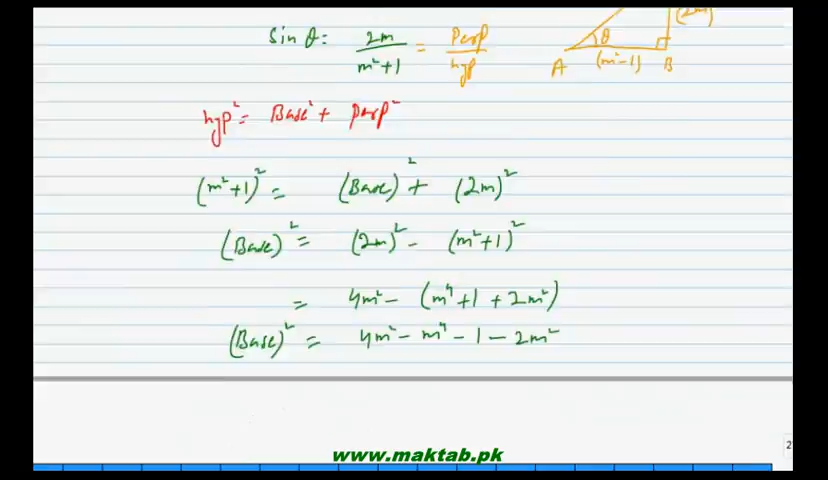 (2m)
sin θ = 2m / m²+1 = Perp / hyp
θ
A (m²-1) B
hyp² = Base² + perp²
(m²+1)² = (Base)² + (2m)²
(Base)² = (2m)² - (m²+1)²
= 4m² - (m⁴+1+2m²)
(Base)² = 4m² - m⁴ - 1 - 2m²
2
www.maktab.pk